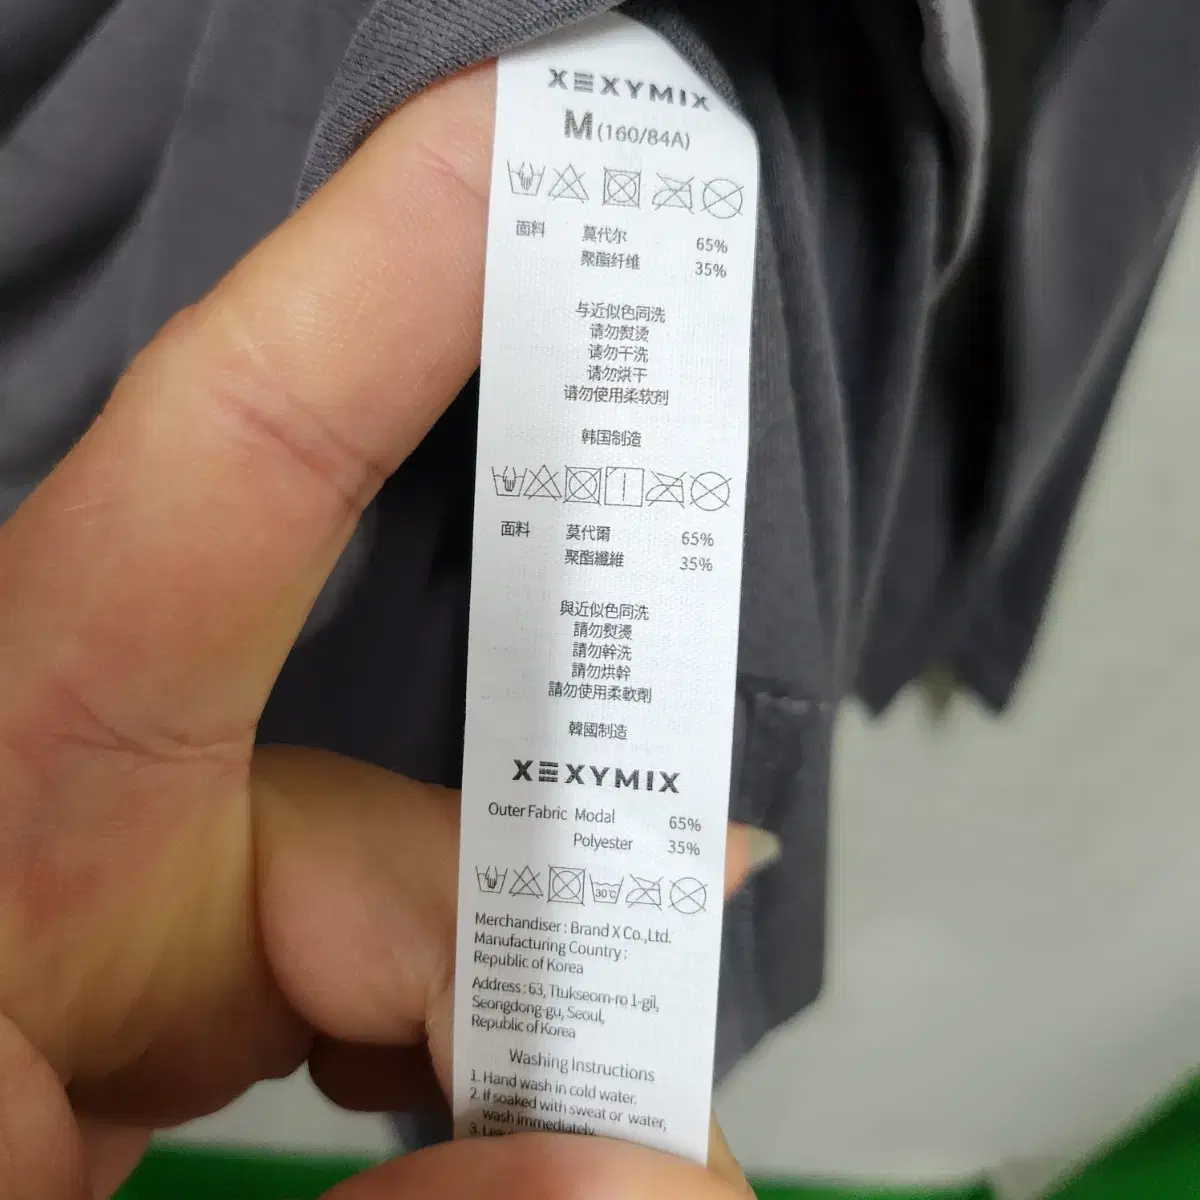 XEXYMIX
M (160/84A)
面料 莫代尔 65%
聚酯纤维 35%
与近似色同洗
请勿熨烫
请勿干洗
请勿烘干
请勿使用柔软剂
韩国制造
面料 莫代爾 65%
聚酯纖維 35%
與近似色同洗
請勿熨燙
請勿幹洗
請勿烘幹
請勿使用柔軟劑
韓國制造
XEXYMIX
Outer Fabric Modal 65%
Polyester 35%
30℃
Merchandiser : Brand X Co.,Ltd.
Manufacturing Country :
Republic of Korea
Address : 63, Ttukseom-ro 1-gil,
Seongdong-gu, Seoul,
Republic of Korea
Washing Instructions
1. Hand wash in cold water.
2. If soaked with sweat or water,
wash immediately.
3.